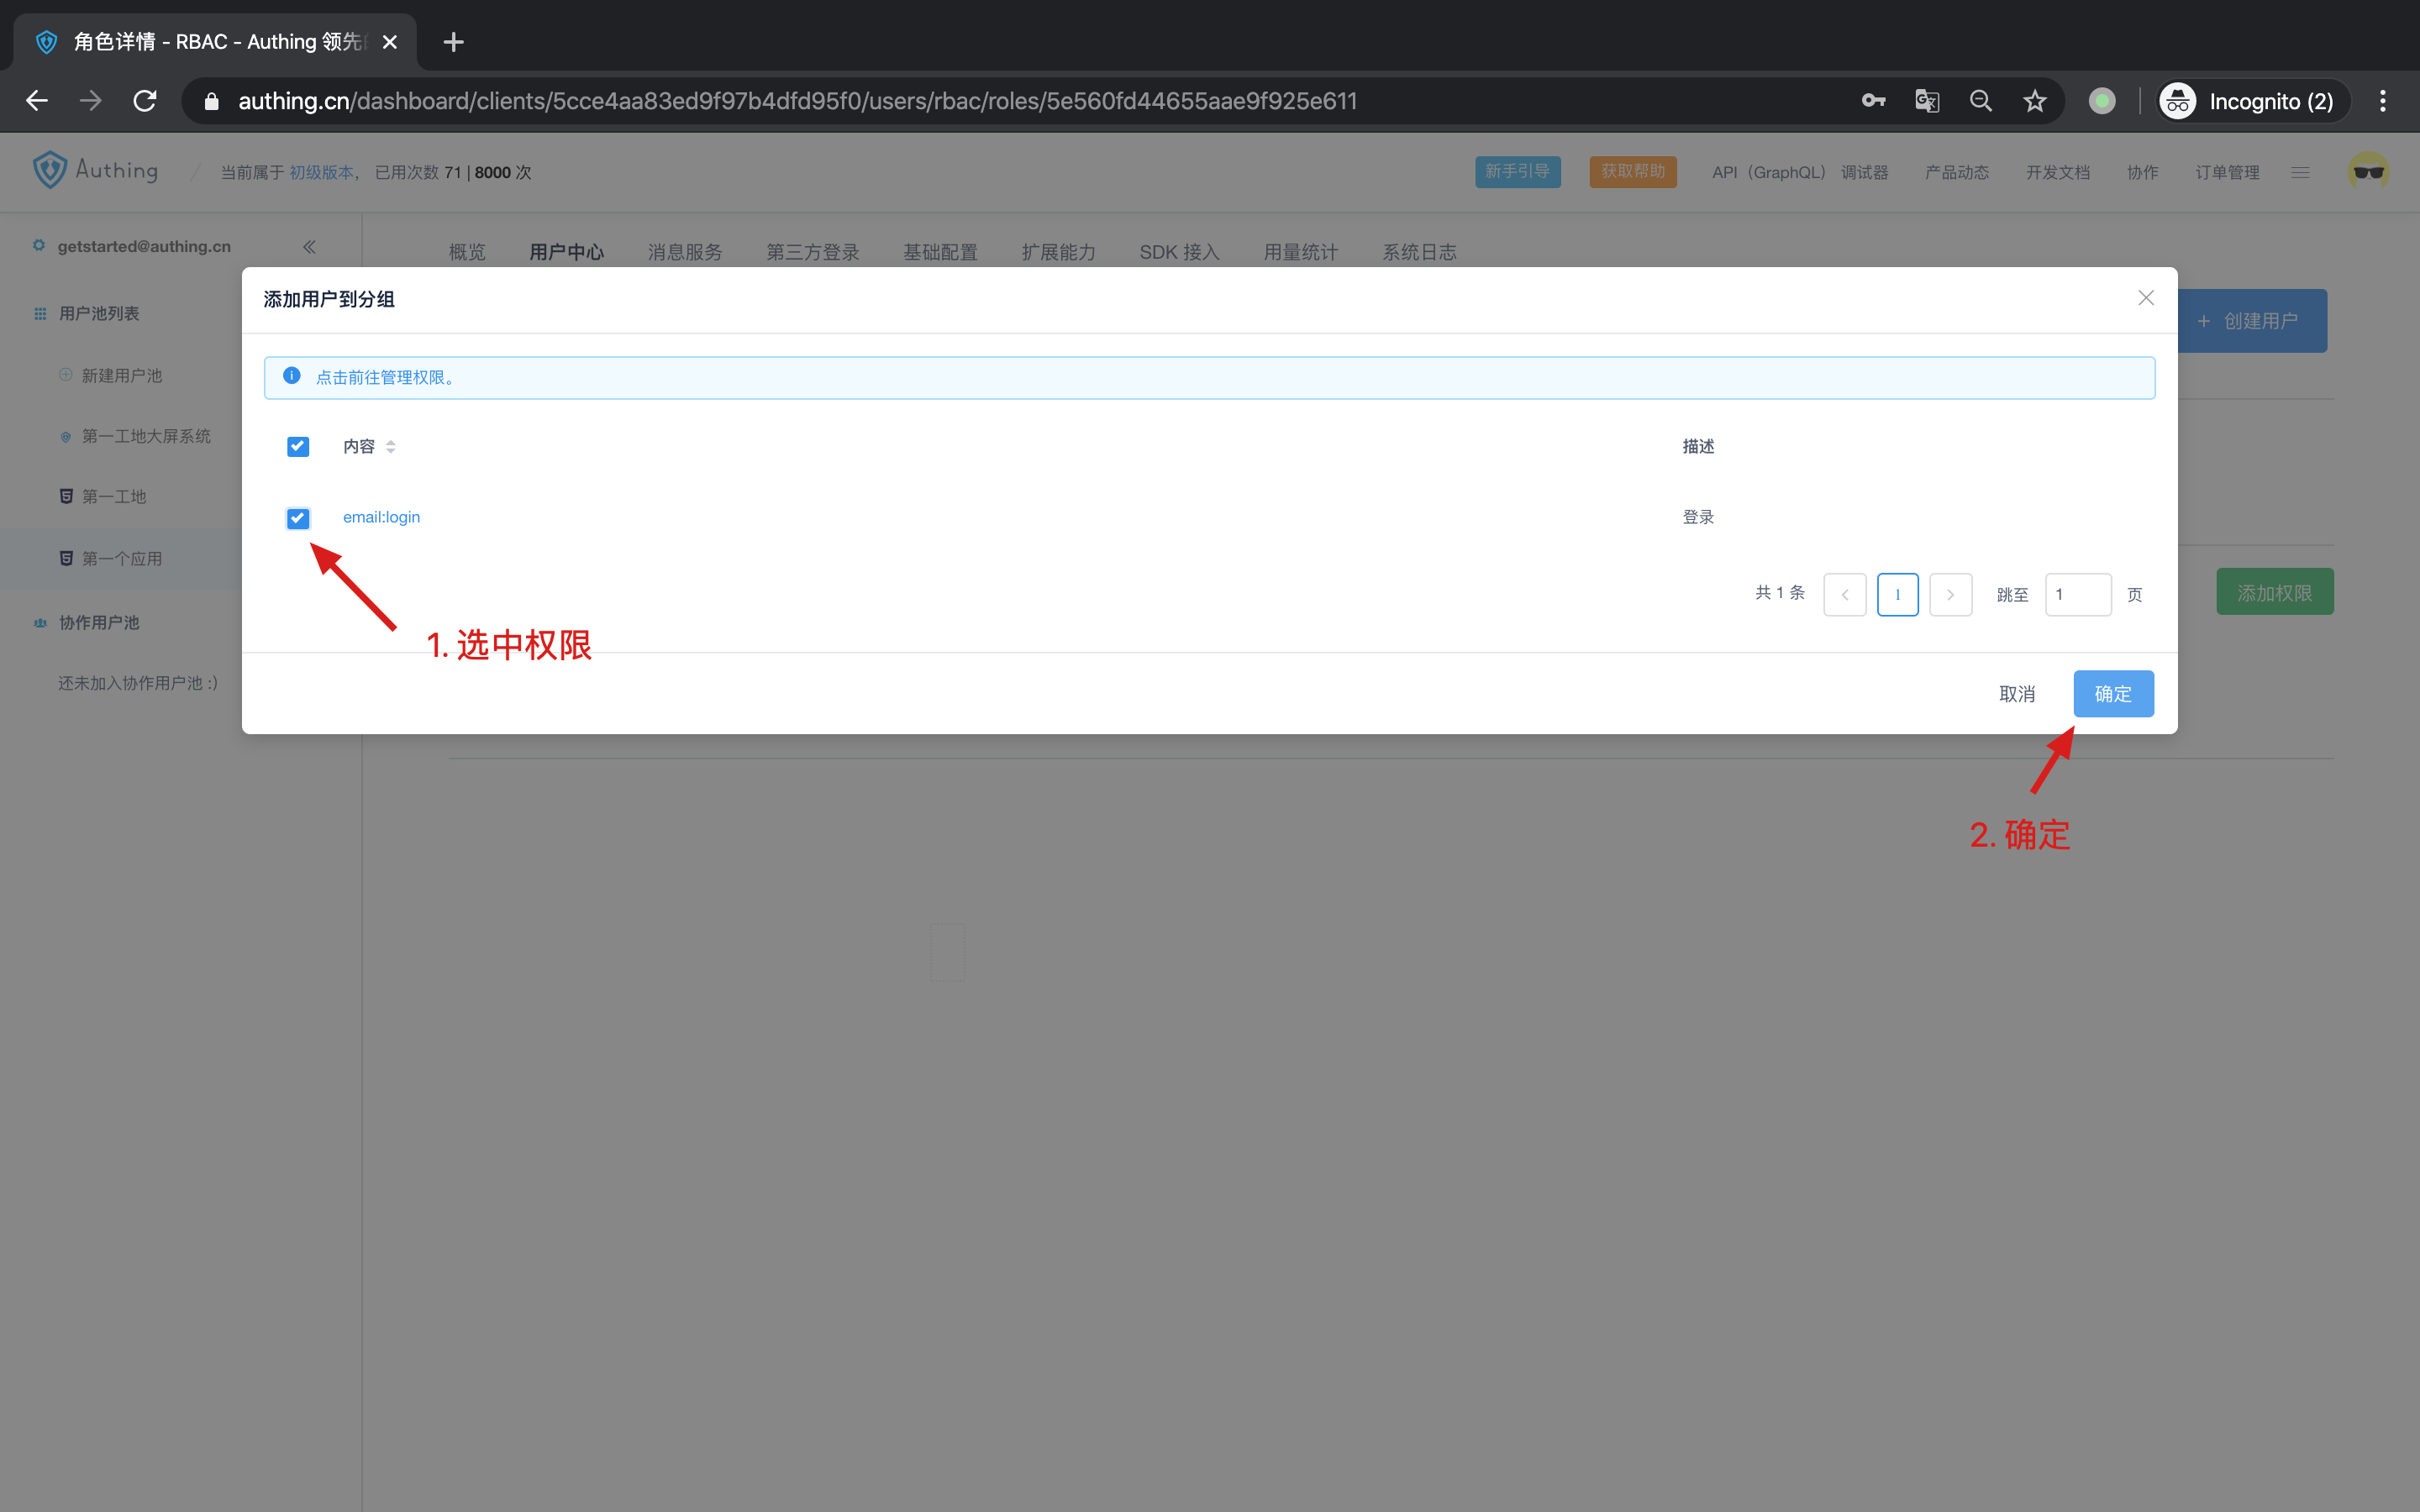 角色详情 - RBAC - Authing 领先
authing.cn/dashboard/clients/5cce4aa83ed9f97b4dfd95f0/users/rbac/roles/5e560fd44655aae9f925e611
Incognito (2)
Authing / 当前属于 初级版本， 已用次数 71 | 8000 次
新手引导 获取帮助 API（GraphQL） 调试器 产品动态 开发文档 协作 订单管理
getstarted@authing.cn
概览 用户中心 消息服务 第三方登录 基础配置 扩展能力 SDK 接入 用量统计 系统日志
用户池列表
新建用户池
第一工地大屏系统
第一工地
第一个应用
协作用户池
还未加入协作用户池 :)
+ 创建用户
添加权限
添加用户到分组
点击前往管理权限。
内容 描述
email:login 登录
共 1 条 1 跳至 1 页
1. 选中权限
取消 确定
2. 确定